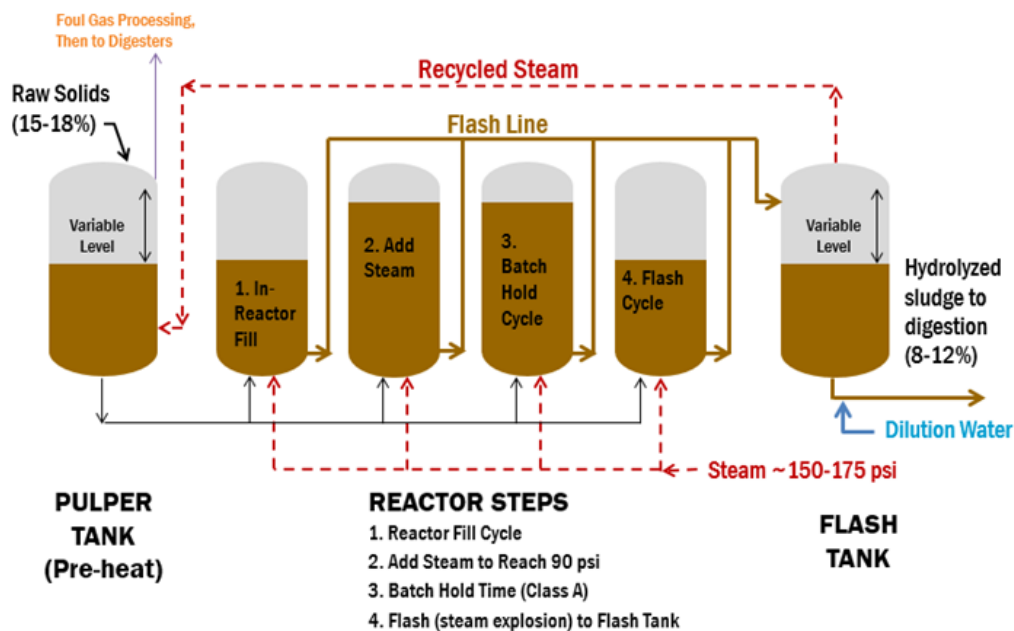 Foul Gas Processing,
Then to Digesters
Raw Solids
(15-18%)
Recycled Steam
Flash Line
Variable
Level
1. In-
Reactor
Fill
2. Add
Steam
3.
Batch
Hold
Cycle
4. Flash
Cycle
Variable
Level
Hydrolyzed
sludge to
digestion
(8-12%)
Dilution Water
Steam ~150-175 psi
PULPER
TANK
(Pre-heat)
REACTOR STEPS
1. Reactor Fill Cycle
2. Add Steam to Reach 90 psi
3. Batch Hold Time (Class A)
4. Flash (steam explosion) to Flash Tank
FLASH
TANK